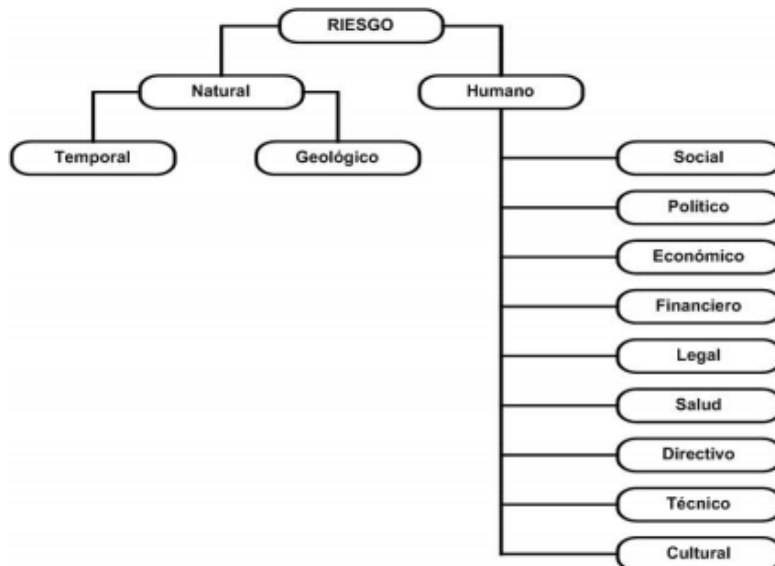 RIESGO
Natural
Humano
Temporal
Geológico
Social
Político
Económico
Financiero
Legal
Salud
Directivo
Técnico
Cultural